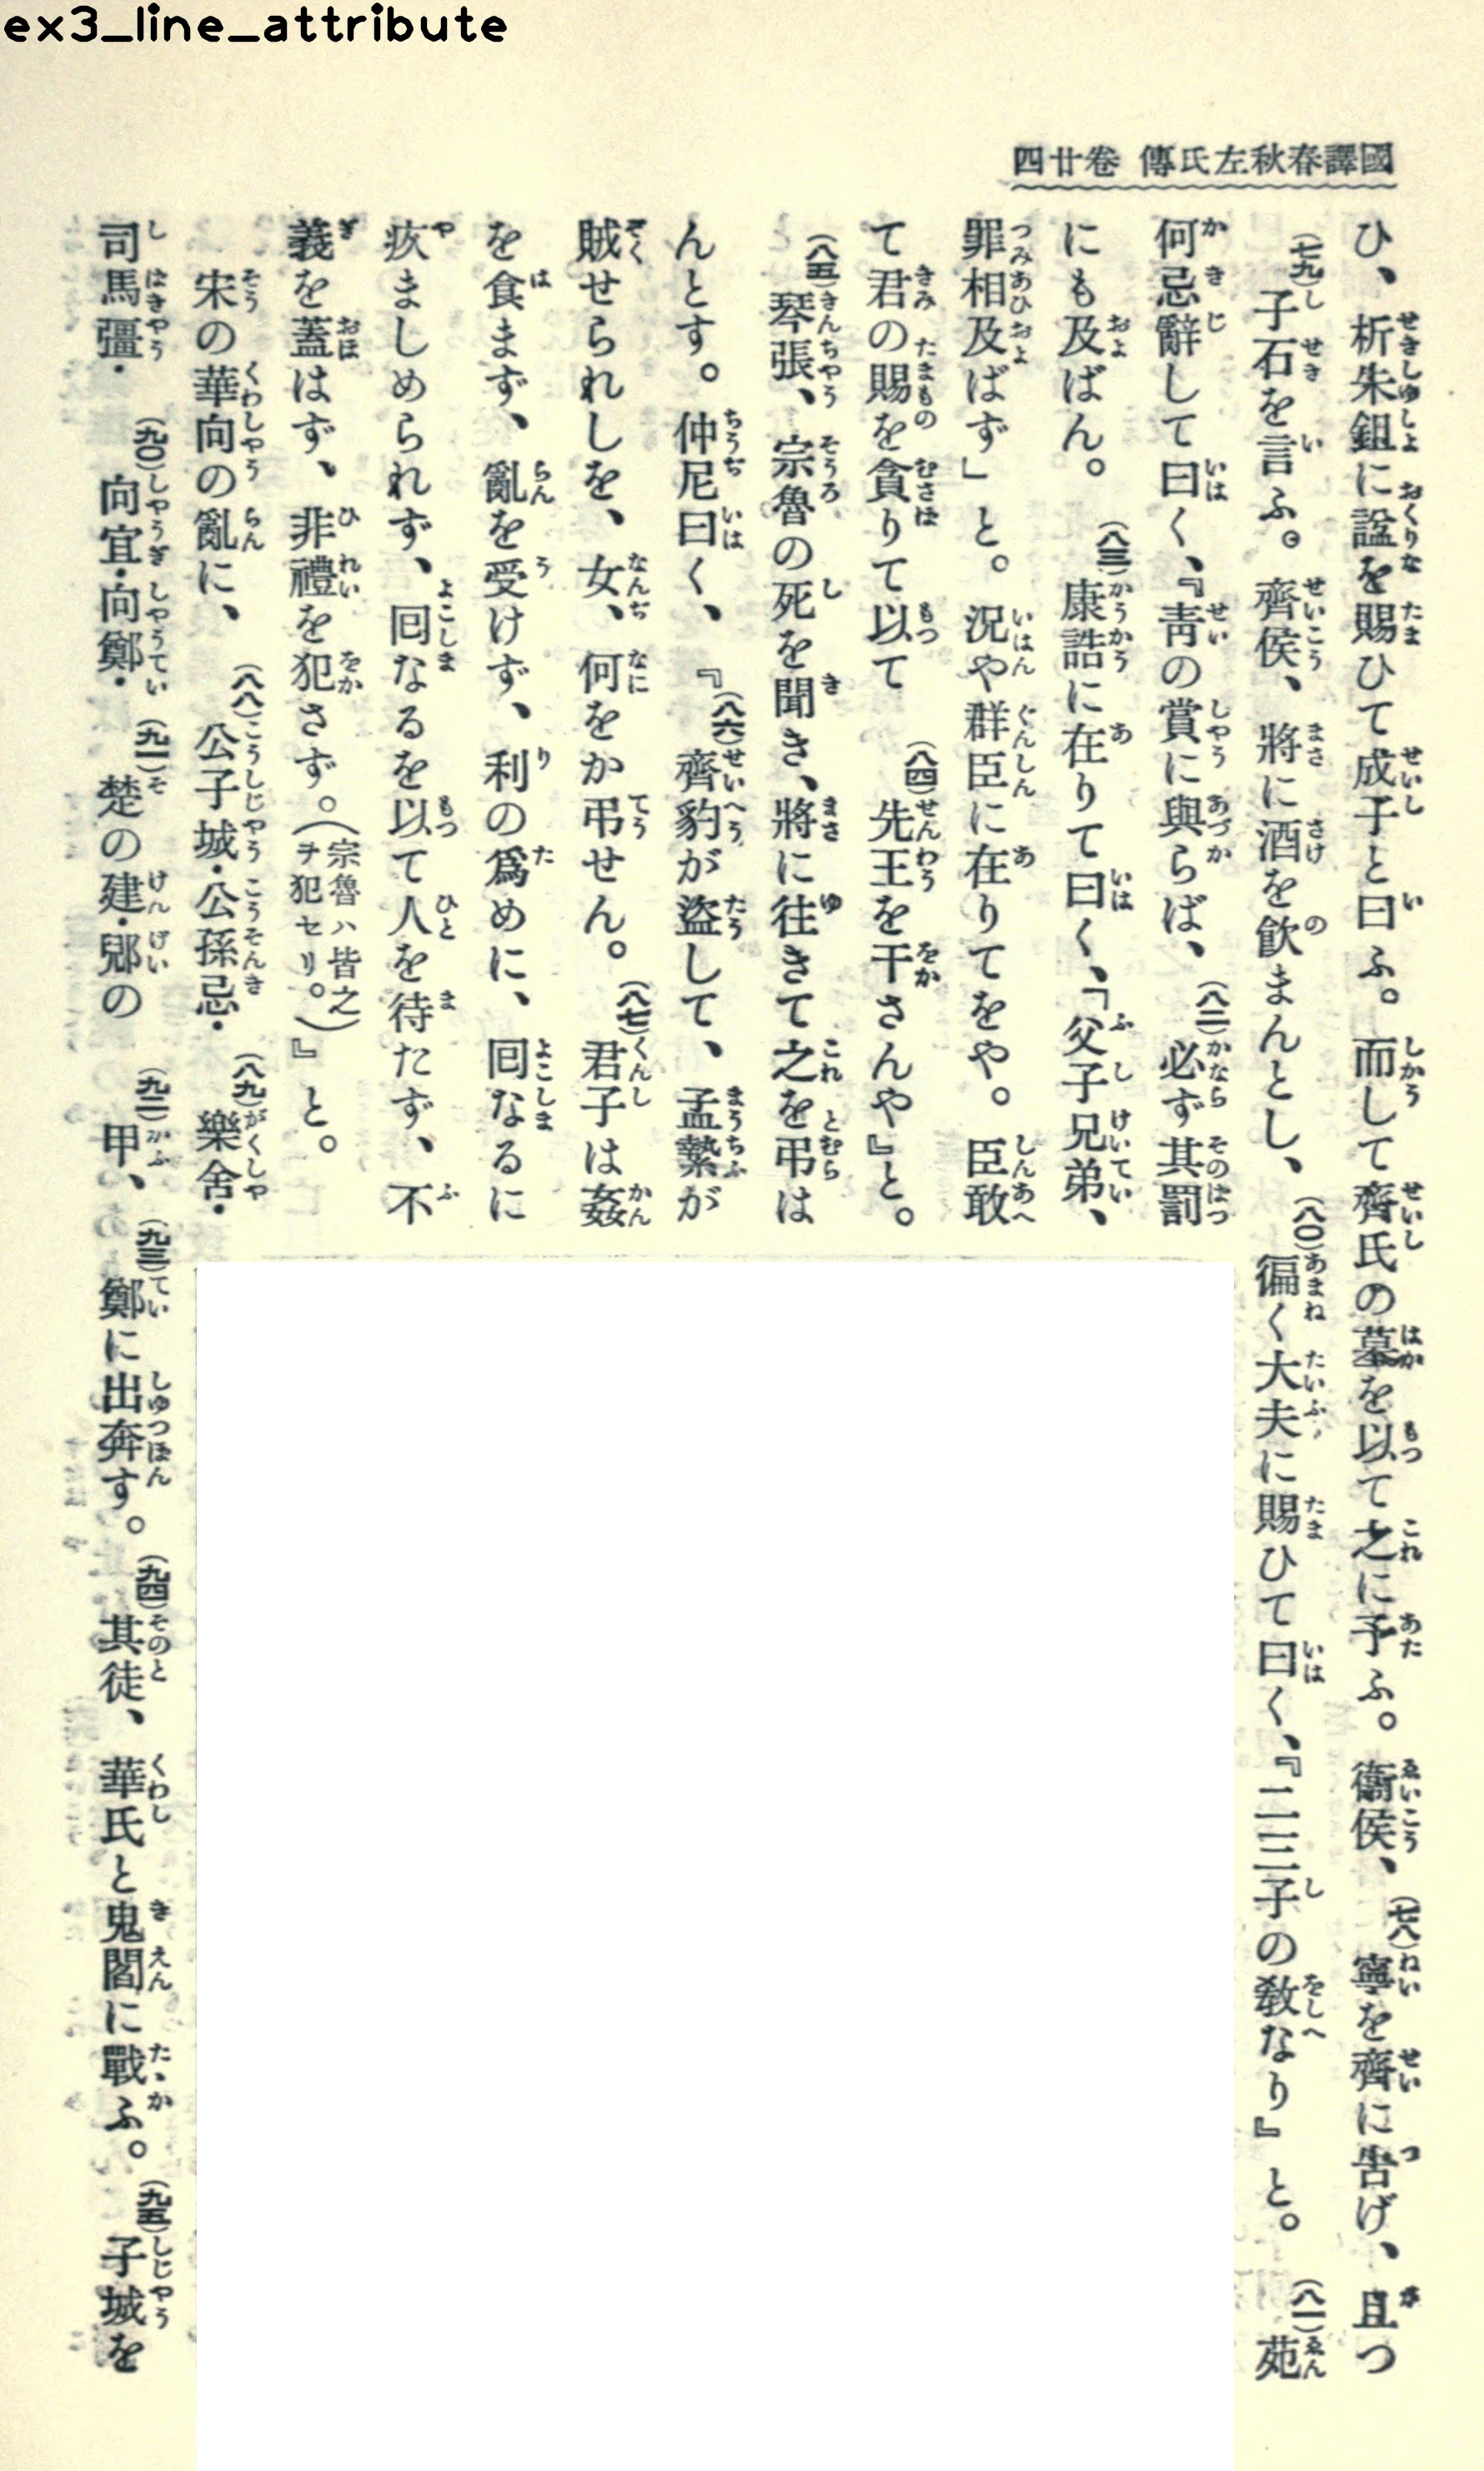 ex3_line_attribute
國譯春秋左氏傳 卷廿四
ひ、析朱鉏に諡を賜ひて成子と曰ふ。而して齊氏の墓を以て之に予ふ。衞侯、(七八)寧を齊に告げ、且つ
(七九)子石を言ふ。齊侯、將に酒を飮まんとし、(八〇)徧く大夫に賜ひて曰く、『二三子の敎なり』と。(八一)苑
何忌辭して曰く、『靑の賞に與らば、(八二)必ず其罰
にも及ばん。(八三)康誥に在りて曰く、「父子兄弟、
罪相及ばず」と。況や群臣に在りてをや。臣敢
て君の賜を貪りて以て(八四)先王を干さんや』と。
(八五)琴張、宗魯の死を聞き、將に往きて之を弔は
んとす。仲尼曰く、『(八六)齊豹が盜して、孟縶が
賊せられしを、女、何をか弔せん。(八七)君子は姦
を食まず、亂を受けず、利の爲めに、囘なるに
疚ましめられず、囘なるを以て人を待たず、不
義を蓋はず、非禮を犯さず。(宗魯ハ皆之ヲ犯セリ。)』と。
宋の華向の亂に、(八八)公子城・公孫忌・(八九)樂舍・
司馬彊・(九〇)向宜・向鄭・(九一)楚の建・郳の(九二)甲、(九三)鄭に出奔す。(九四)其徒、華氏と鬼閻に戰ふ。(九五)子城を